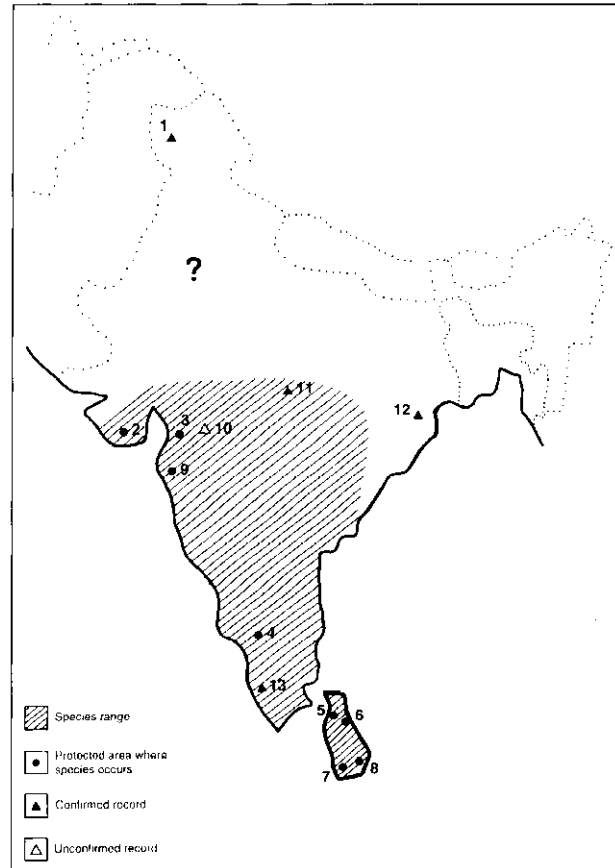 1
?
11
12
2
3
10
9
4
13
5
6
7
8
Species range
Protected area where
species occurs
Confirmed record
Unconfirmed record